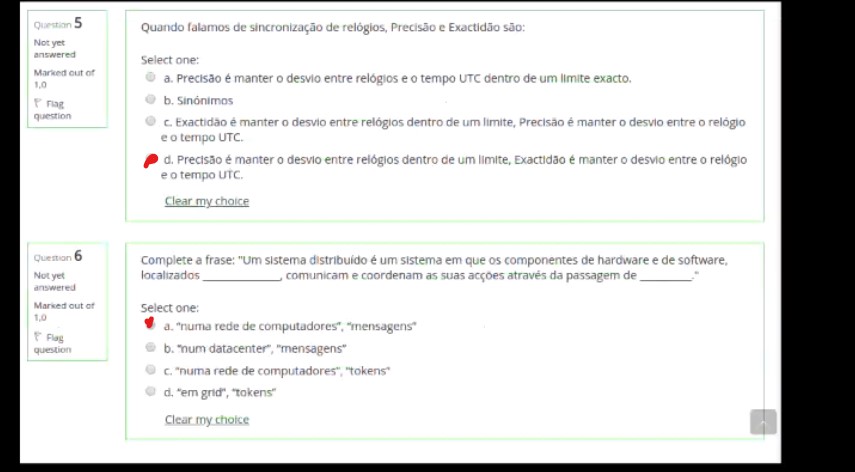 Question 5
Not yet
answered
Marked out of
1,0
Flag
question
Quando falamos de sincronização de relógios, Precisão e Exactidão são:
Select one:
a. Precisão é manter o desvio entre relógios e o tempo UTC dentro de um limite exacto.
b. Sinónimos
c. Exactidão é manter o desvio entre relógios dentro de um limite, Precisão é manter o desvio entre o relógio
e o tempo UTC.
d. Precisão é manter o desvio entre relógios dentro de um limite, Exactidão é manter o desvio entre o relógio
e o tempo UTC.
Clear my choice
Question 6
Not yet
answered
Marked out of
1,0
Flag
question
Complete a frase: "Um sistema distribuído é um sistema em que os componentes de hardware e de software,
localizados ____________, comunicam e coordenam as suas acções através da passagem de ________."
Select one:
a. "numa rede de computadores", "mensagens"
b. "num datacenter", "mensagens"
c. "numa rede de computadores", "tokens"
d. "em grid", "tokens"
Clear my choice